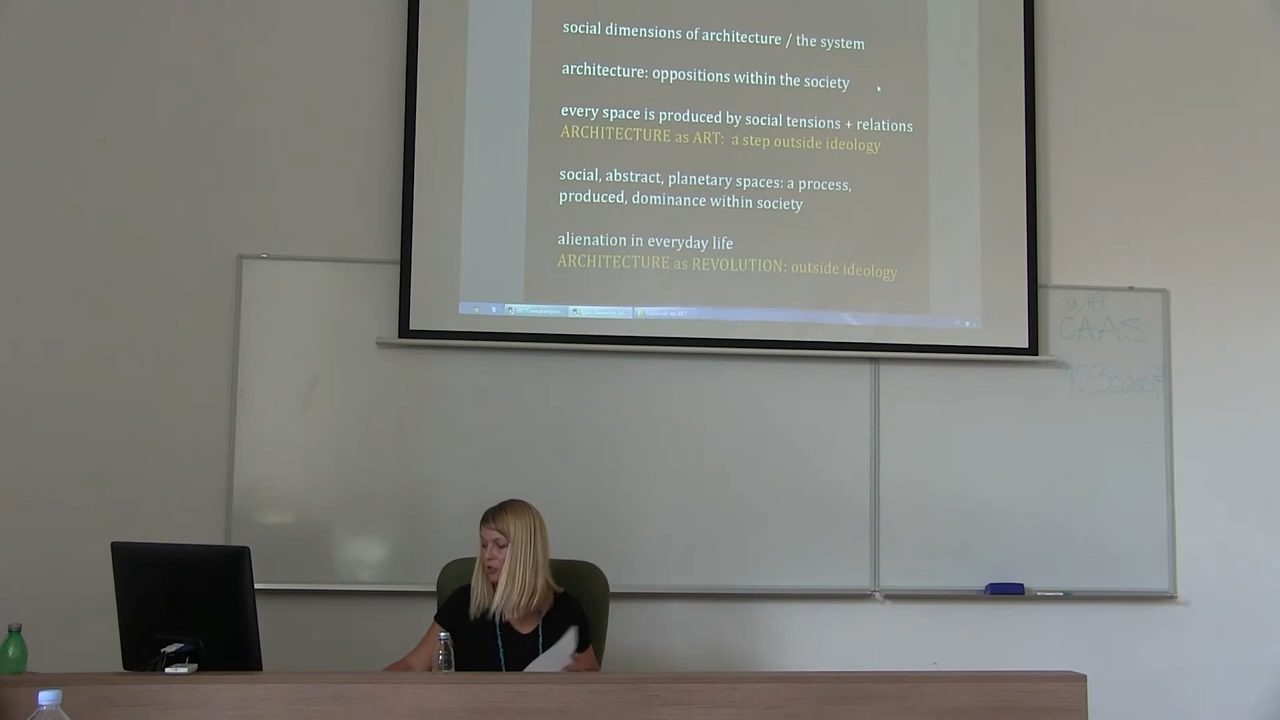 social dimensions of architecture / the system
architecture: oppositions within the society
every space is produced by social tensions + relations
ARCHITECTURE as ART: a step outside ideology
social, abstract, planetary spaces: a process,
produced, dominance within society
alienation in everyday life
ARCHITECTURE as REVOLUTION: outside ideology
wifi
CAAS